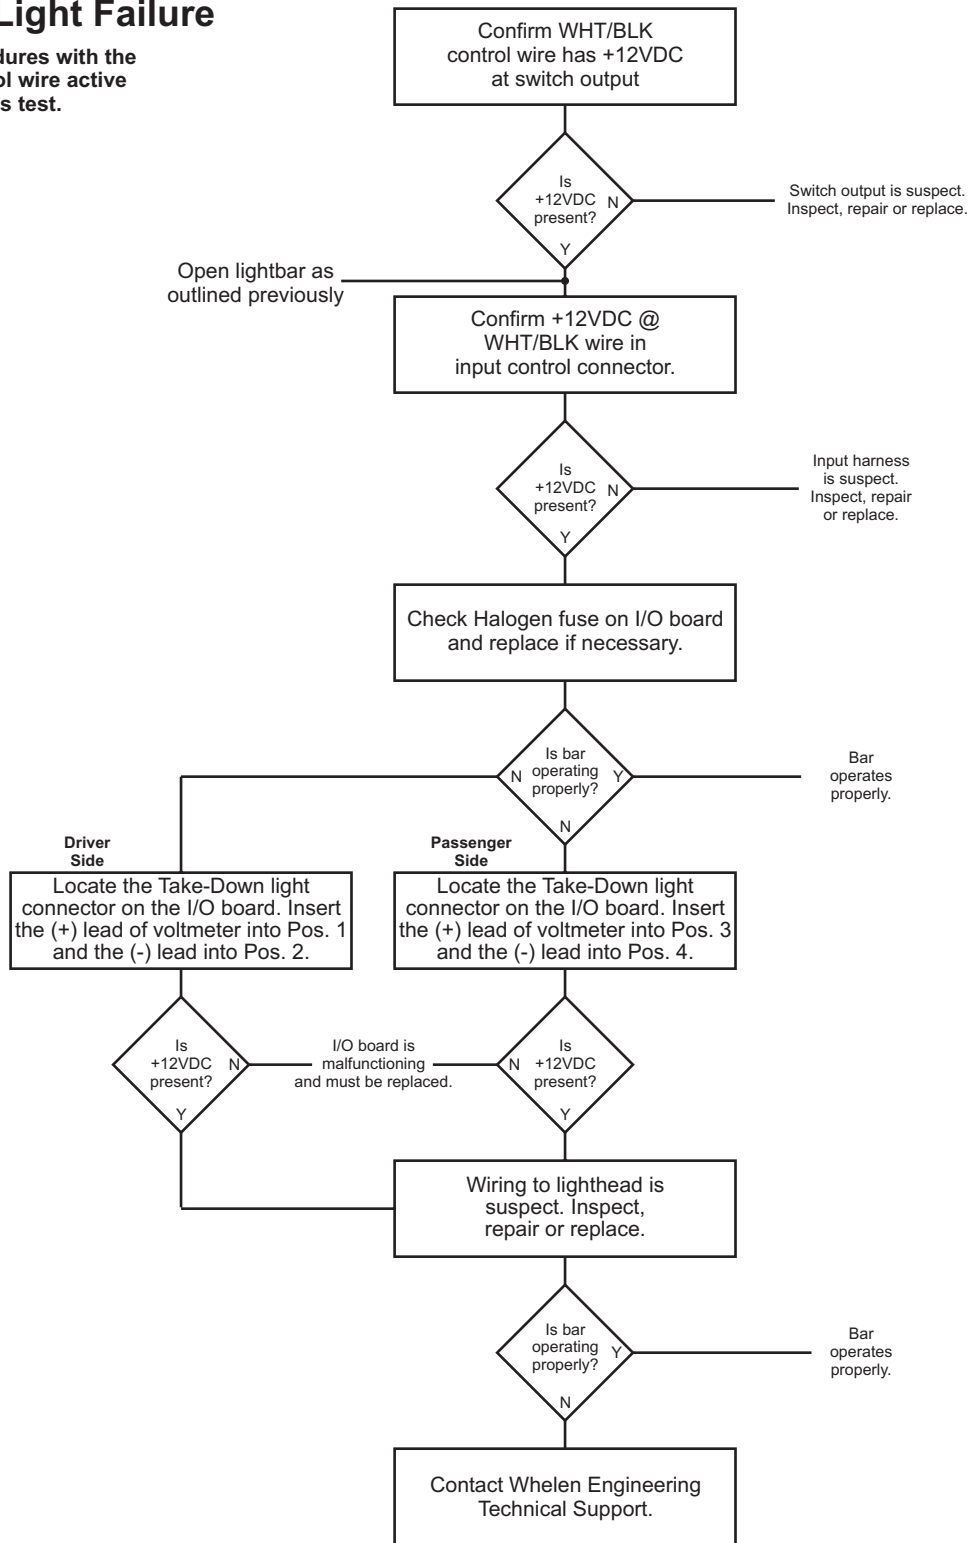 Light Failure
dures with the
ol wire active
s test.
Confirm WHT/BLK
control wire has +12VDC
at switch output
Is
+12VDC
present?
N
Y
Switch output is suspect.
Inspect, repair or replace.
Open lightbar as
outlined previously
Confirm +12VDC @
WHT/BLK wire in
input control connector.
Is
+12VDC
present?
N
Y
Input harness
is suspect.
Inspect, repair
or replace.
Check Halogen fuse on I/O board
and replace if necessary.
Is bar
operating
properly?
N
Y
N
Bar
operates
properly.
Driver
Side
Locate the Take-Down light
connector on the I/O board. Insert
the (+) lead of voltmeter into Pos. 1
and the (-) lead into Pos. 2.
Passenger
Side
Locate the Take-Down light
connector on the I/O board. Insert
the (+) lead of voltmeter into Pos. 3
and the (-) lead into Pos. 4.
Is
+12VDC
present?
N
Y
I/O board is
malfunctioning
and must be replaced.
Is
+12VDC
present?
N
Y
Wiring to lighthead is
suspect. Inspect,
repair or replace.
Is bar
operating
properly?
Y
N
Bar
operates
properly.
Contact Whelen Engineering
Technical Support.